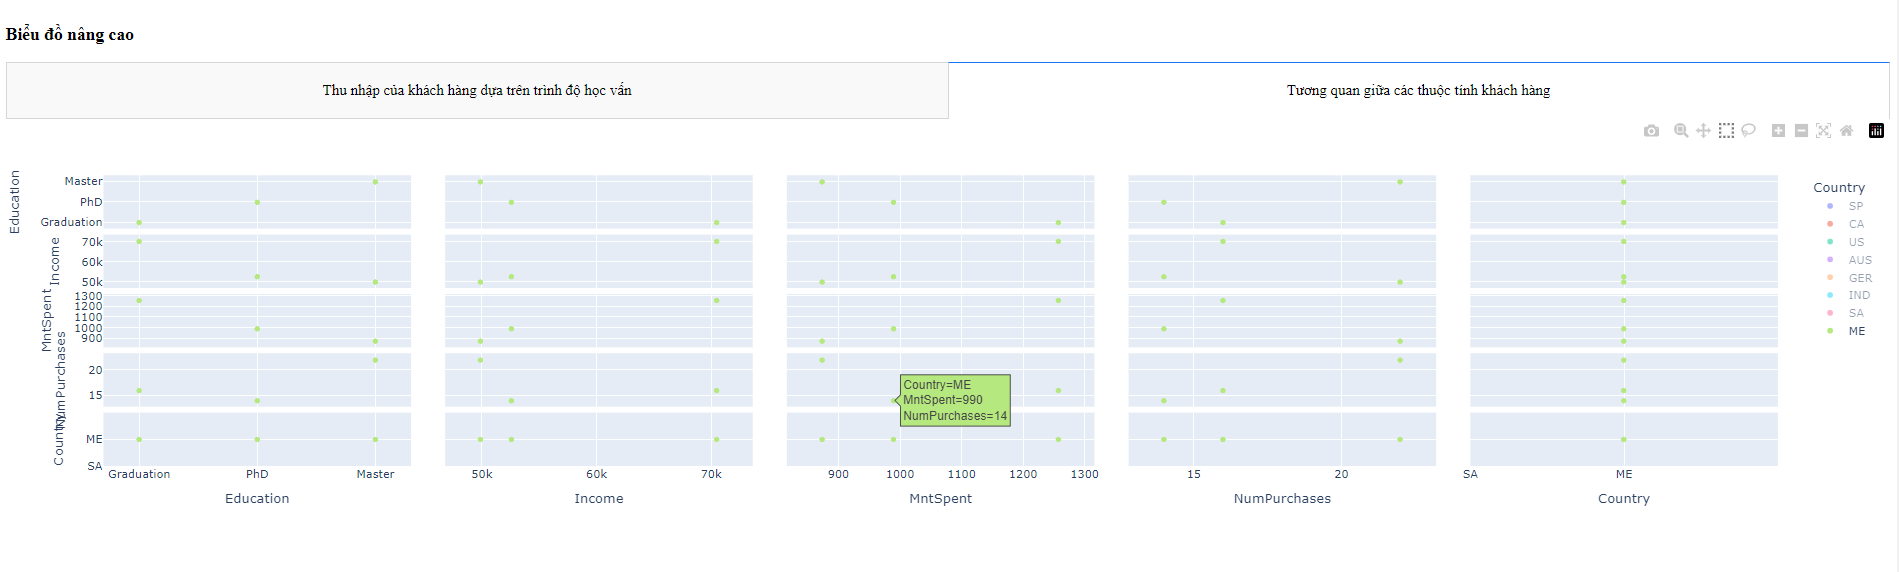 Biểu đồ nâng cao
Thu nhập của khách hàng dựa trên trình độ học vấn
Tương quan giữa các thuộc tính khách hàng
Education
Master
PhD
Graduation
Income
70k
60k
50k
MntSpent
1300
1200
1100
1000
900
NumPurchases
20
15
Country
ME
SA
Country=ME
MntSpent=990
NumPurchases=14
Graduation PhD Master
50k 60k 70k
900 1000 1100 1200 1300
15 20
SA ME
Education
Income
MntSpent
NumPurchases
Country
Country
SP
CA
US
AUS
GER
IND
SA
ME